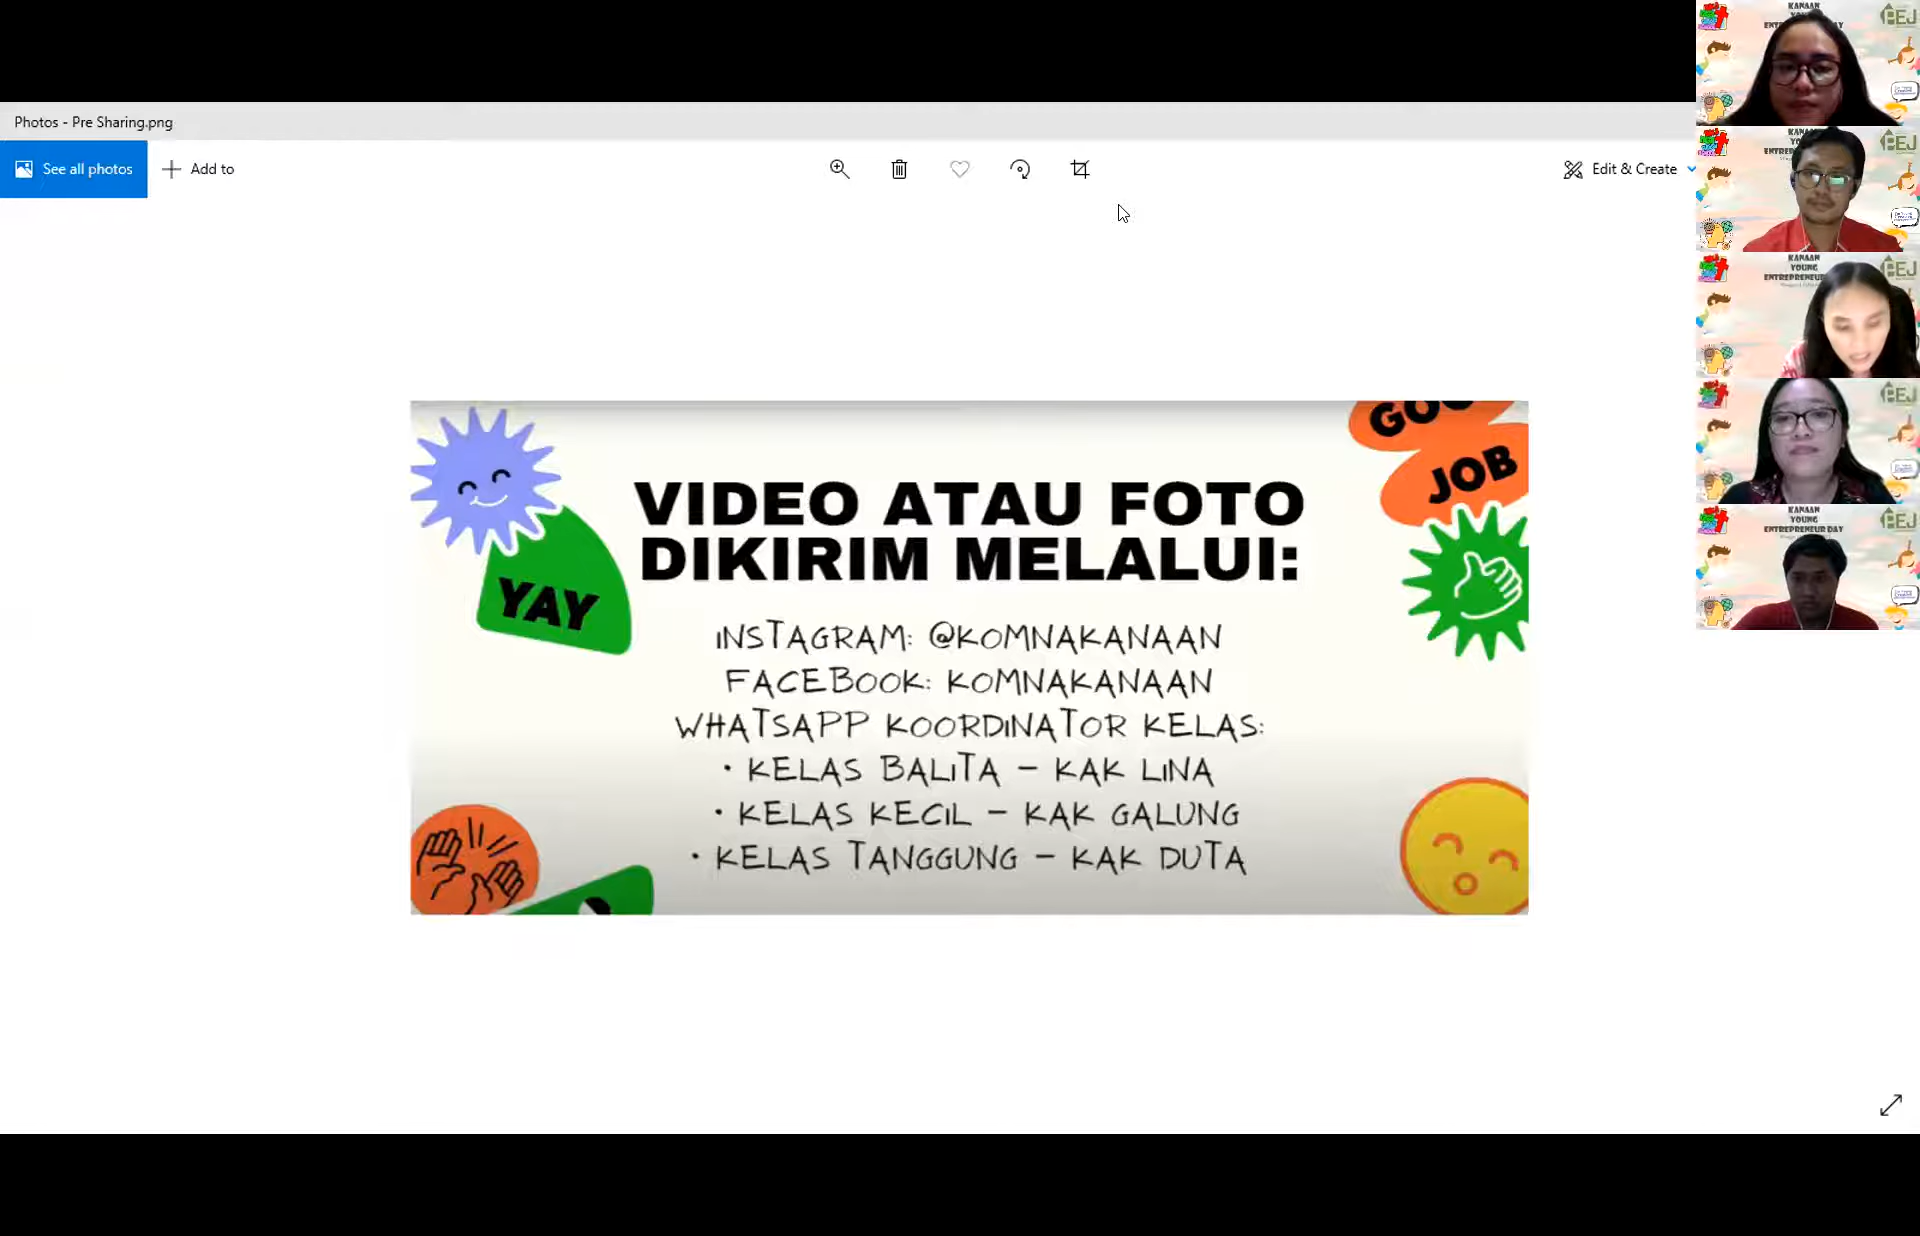 Photos - Pre Sharing.png
See all photos
Add to
Edit & Create
VIDEO ATAU FOTO
DIKIRIM MELALUI:
INSTAGRAM: @KOMNAKANAAN
FACEBOOK: KOMNAKANAAN
WHATSAPP KOORDINATOR KELAS:
• KELAS BALITA – KAK LINA
• KELAS KECIL – KAK GALUNG
• KELAS TANGGUNG – KAK DUTA
YAY
JOB
KANAAN
YOUNG
ENTREPRENEUR DAY